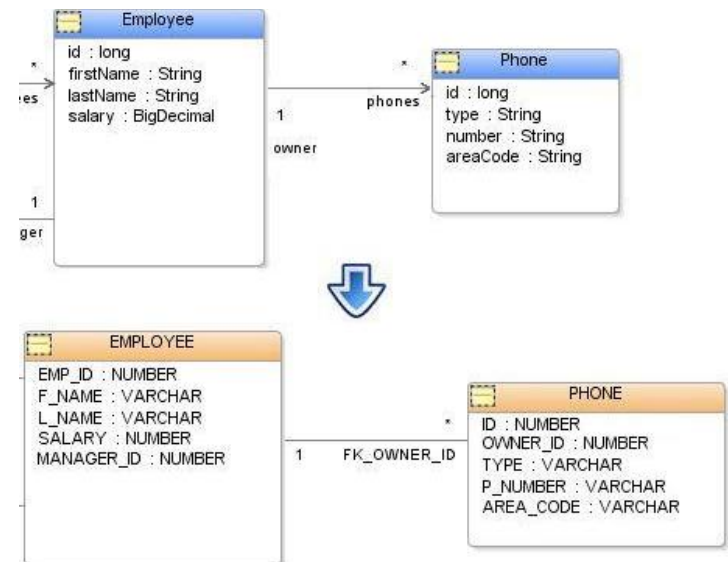 Employee
id : long
firstName : String
lastName : String
salary : BigDecimal
*
1
1
owner
*
phones
Phone
id : long
type : String
number : String
areaCode : String
EMPLOYEE
EMP_ID : NUMBER
F_NAME : VARCHAR
L_NAME : VARCHAR
SALARY : NUMBER
MANAGER_ID : NUMBER
1
FK_OWNER_ID
*
PHONE
ID : NUMBER
OWNER_ID : NUMBER
TYPE : VARCHAR
P_NUMBER : VARCHAR
AREA_CODE : VARCHAR